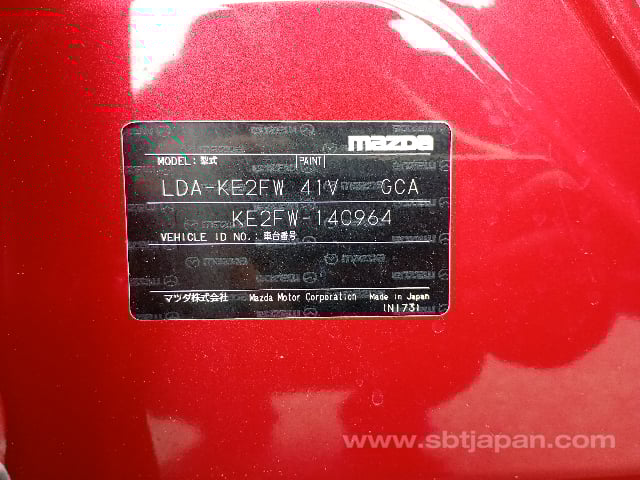 mazda
MODEL: 型式 PAINT
LDA-KE2FW 41V GCA
KE2FW-140964
VEHICLE ID NO.: 車台番号
マツダ株式会社 Mazda Motor Corporation Made in Japan
(N173)
www.sbtjapan.com